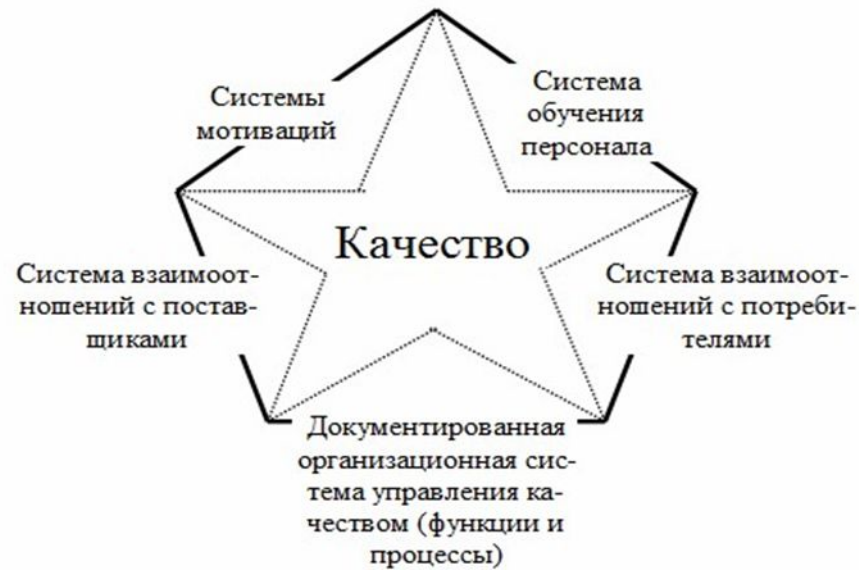 Системы
мотиваций
Система
обучения
персонала
Качество
Система взаимоот-
ношений с постав-
щиками
Система взаимоот-
ношений с потреби-
телями
Документированная
организационная сис-
тема управления ка-
чеством (функции и
процессы)